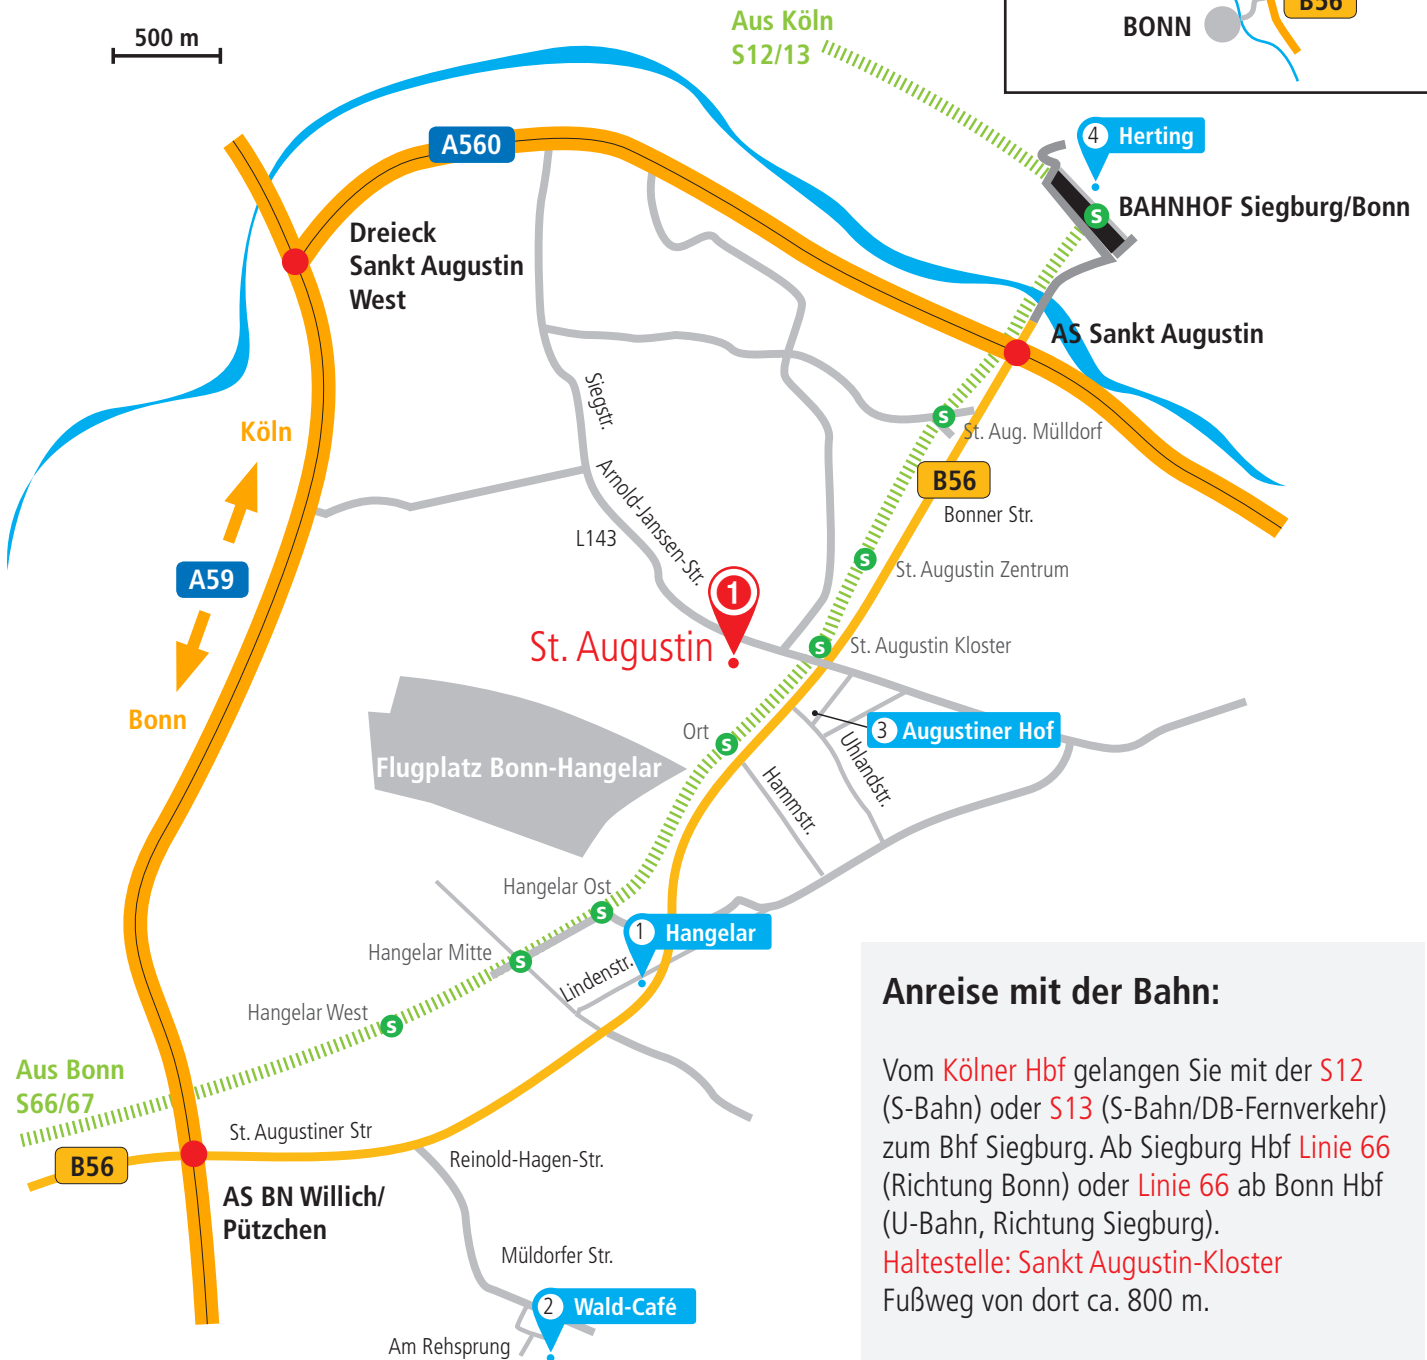 500 m
Aus Köln
S12/13
BONN
B56
A560
4 Herting
BAHNHOF Siegburg/Bonn
S
Dreieck
Sankt Augustin
West
AS Sankt Augustin
Siegstr.
Köln
S
St. Aug. Mülldorf
Arnold-Janssen-Str.
B56
Bonner Str.
L143
A59
S
St. Augustin Zentrum
1
St. Augustin
S
St. Augustin Kloster
Bonn
Ort
S
3 Augustiner Hof
Uhlandstr.
Flugplatz Bonn-Hangelar
Hammstr.
Hangelar Ost
S
1 Hangelar
Hangelar Mitte
S
Lindenstr.
Hangelar West
S
Aus Bonn
S66/67
St. Augustiner Str
B56
Reinold-Hagen-Str.
AS BN Willich/
Pützchen
Müldorfer Str.
2 Wald-Café
Am Rehsprung
Anreise mit der Bahn:
Vom Kölner Hbf gelangen Sie mit der S12
(S-Bahn) oder S13 (S-Bahn/DB-Fernverkehr)
zum Bhf Siegburg. Ab Siegburg Hbf Linie 66
(Richtung Bonn) oder Linie 66 ab Bonn Hbf
(U-Bahn, Richtung Siegburg).
Haltestelle: Sankt Augustin-Kloster
Fußweg von dort ca. 800 m.